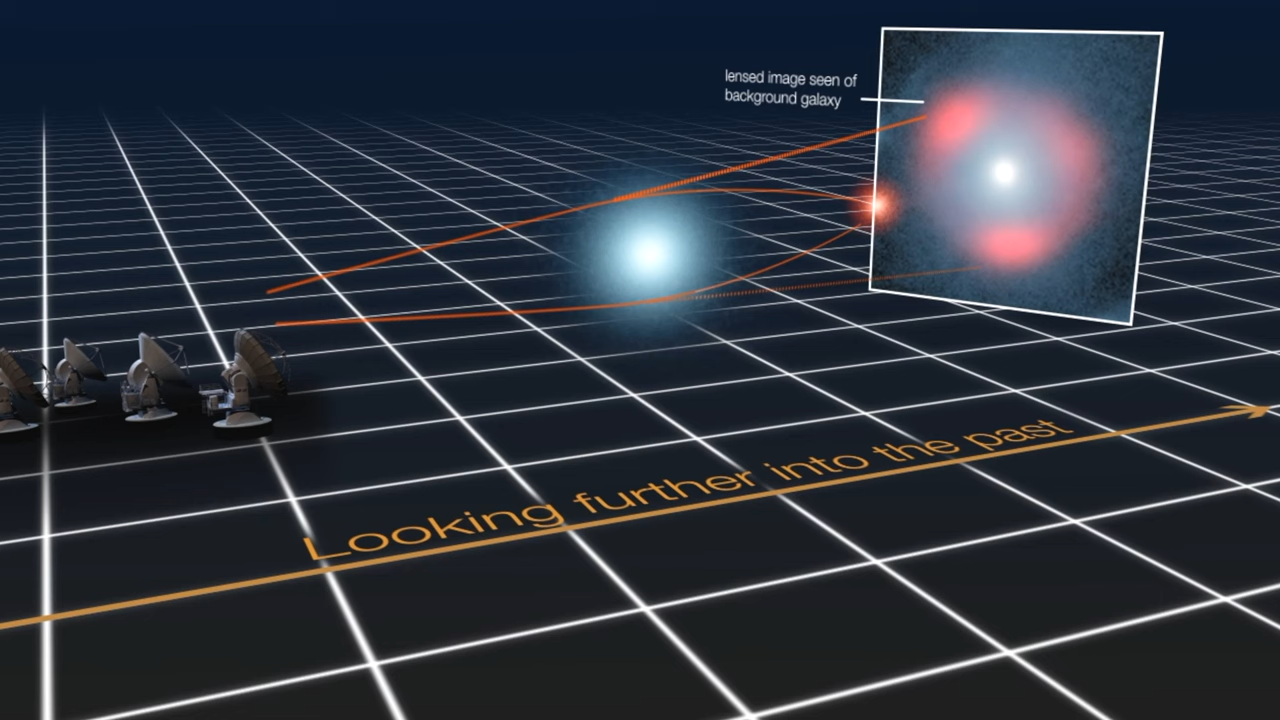 lensed image seen of
background galaxy
Looking further into the past